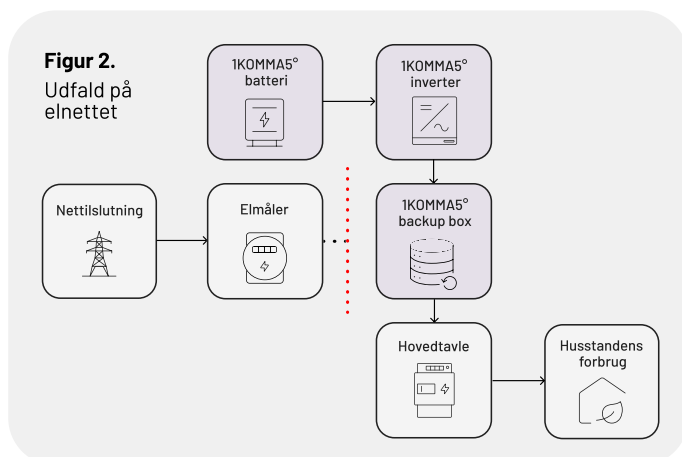 Figur 2.
Udfald på
elnettet
1KOMMA5°
batteri
1KOMMA5°
inverter
Nettilslutning
Elmåler
1KOMMA5°
backup box
Hovedtavle
Husstandens
forbrug